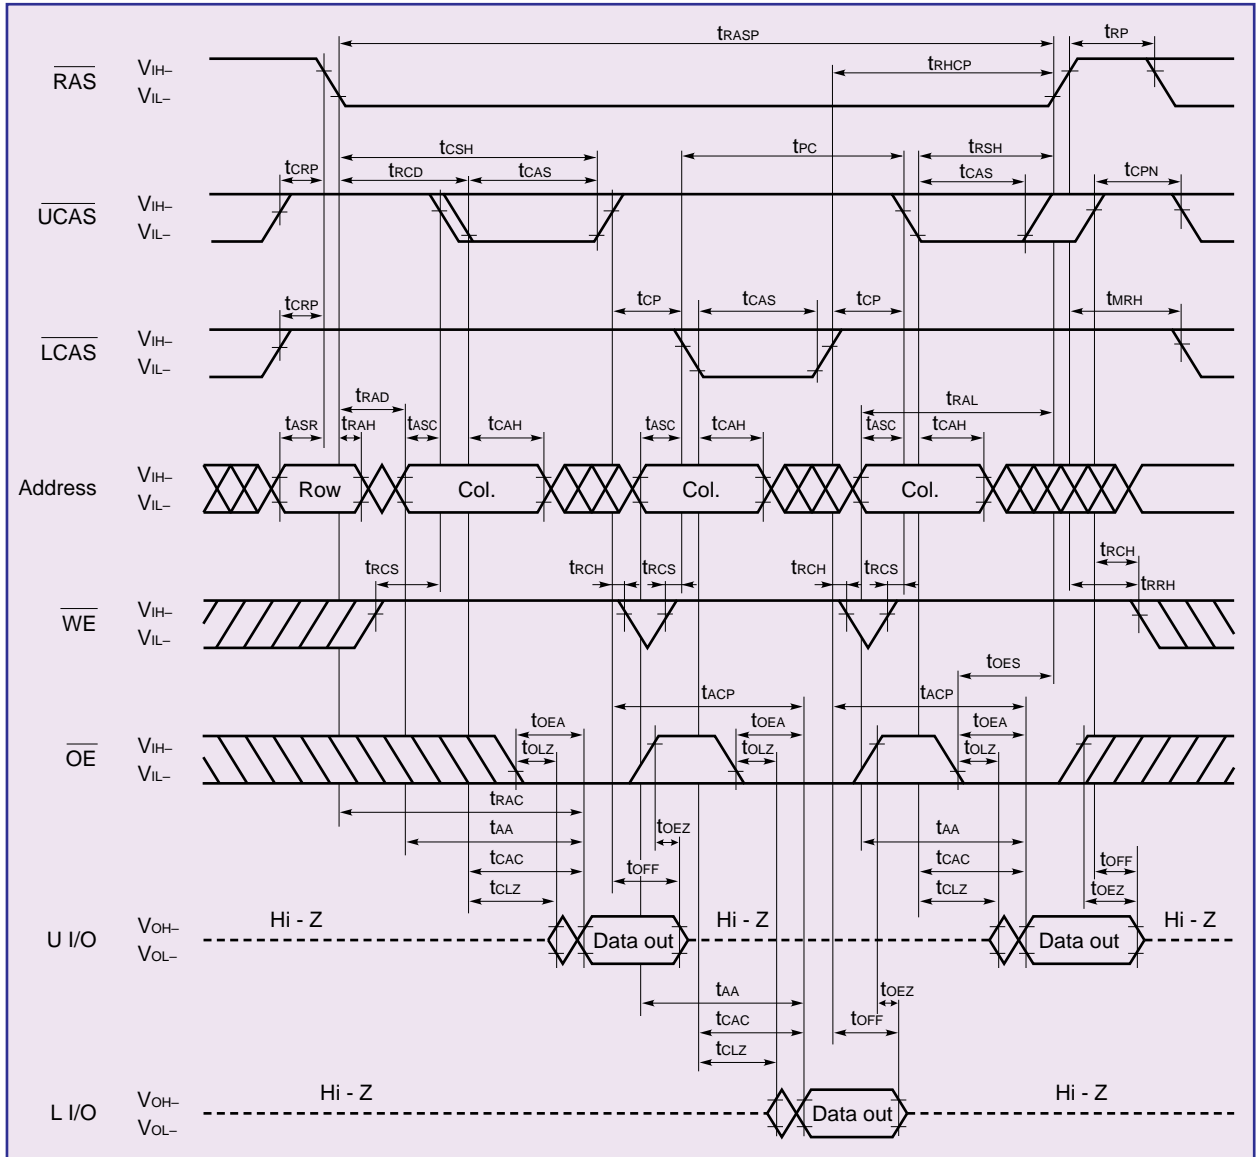 tRASP tRP
RAS VIH– VIL– tRHCP
tCSH tPC tRSH
tCRP tRCD tCAS tCAS tCPN
UCAS VIH– VIL–
tCRP tCP tCAS tCP tMRH
LCAS VIH– VIL–
tRAD tRAL
tASR tRAH tASC tCAH tASC tCAH tASC tCAH
Address VIH– VIL– Row Col. Col. Col.
tRCH
tRCS tRCH tRCS tRCH tRCS tRRH
WE VIH– VIL–
tOES
tACP tACP
tOEA tOEA tOEA
OE VIH– VIL– tOLZ tOLZ tOLZ
tRAC
tAA tOEZ tAA
tCAC tOFF tCAC tOFF
tCLZ tCLZ tOEZ
Hi - Z Hi - Z Hi - Z
U I/O VOH– VOL– Data out Data out
tAA tOEZ
tCAC tOFF
tCLZ
Hi - Z Hi - Z
L I/O VOH– VOL– Data out